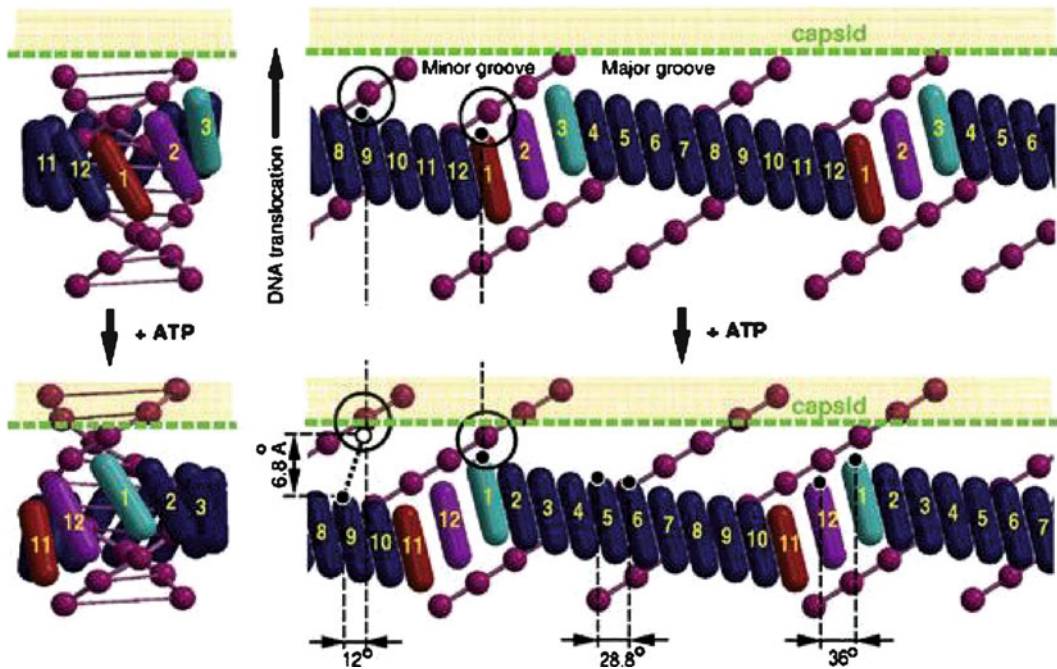 capsid
Minor groove
Major groove
DNA translocation
11 12 1 2 3
8 9 10 11 12 1 2 3 4 5 6 7 8 9 10 11 12 1 2 3 4 5 6
+ ATP
+ ATP
capsid
6.8 Å
11 12 1 2 3
8 9 10 11 12 1 2 3 4 5 6 7 8 9 10 11 12 1 2 3 4 5 6 7
12°
28.8°
36°